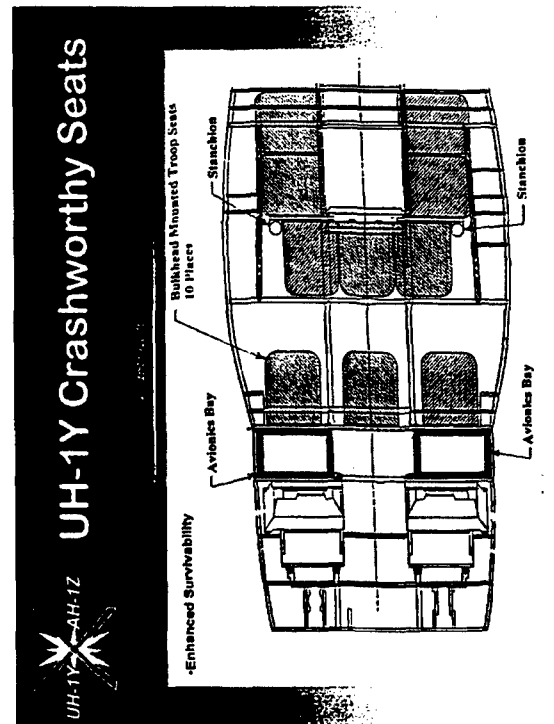 UH-1Y AH-1Z
UH-1Y Crashworthy Seats
•Enhanced Survivability
Avionics Bay
Bulkhead Mounted Troop Seats
10 Places
Stanchion
Avionics Bay
Stanchion